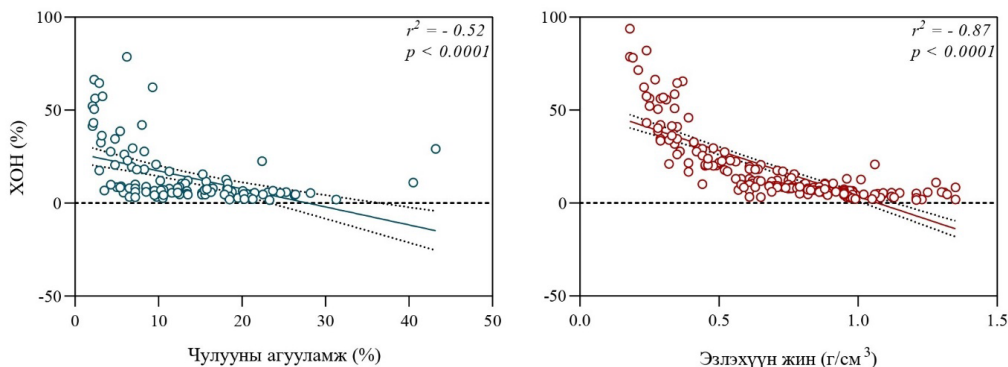 r² = - 0.52
p < 0.0001
ХОН (%)
100
50
0
-50
0
10
20
30
40
50
Чулууны агууламж (%)
r² = - 0.87
p < 0.0001
100
50
0
-50
0.0
0.5
1.0
1.5
Эзлэхүүн жин (г/см³)